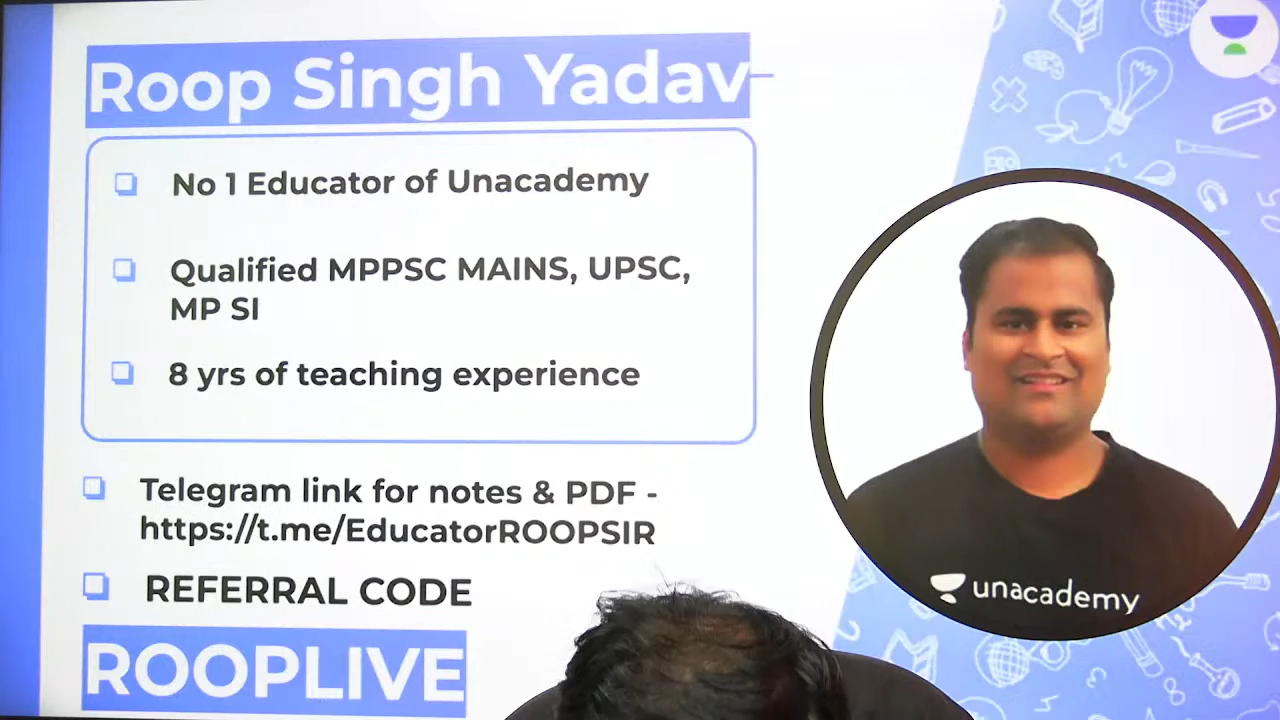 Roop Singh Yadav
No 1 Educator of Unacademy
Qualified MPPSC MAINS, UPSC,
MP SI
8 yrs of teaching experience
Telegram link for notes & PDF -
https://t.me/EducatorROOPSIR
REFERRAL CODE
ROOPLIVE
unacademy